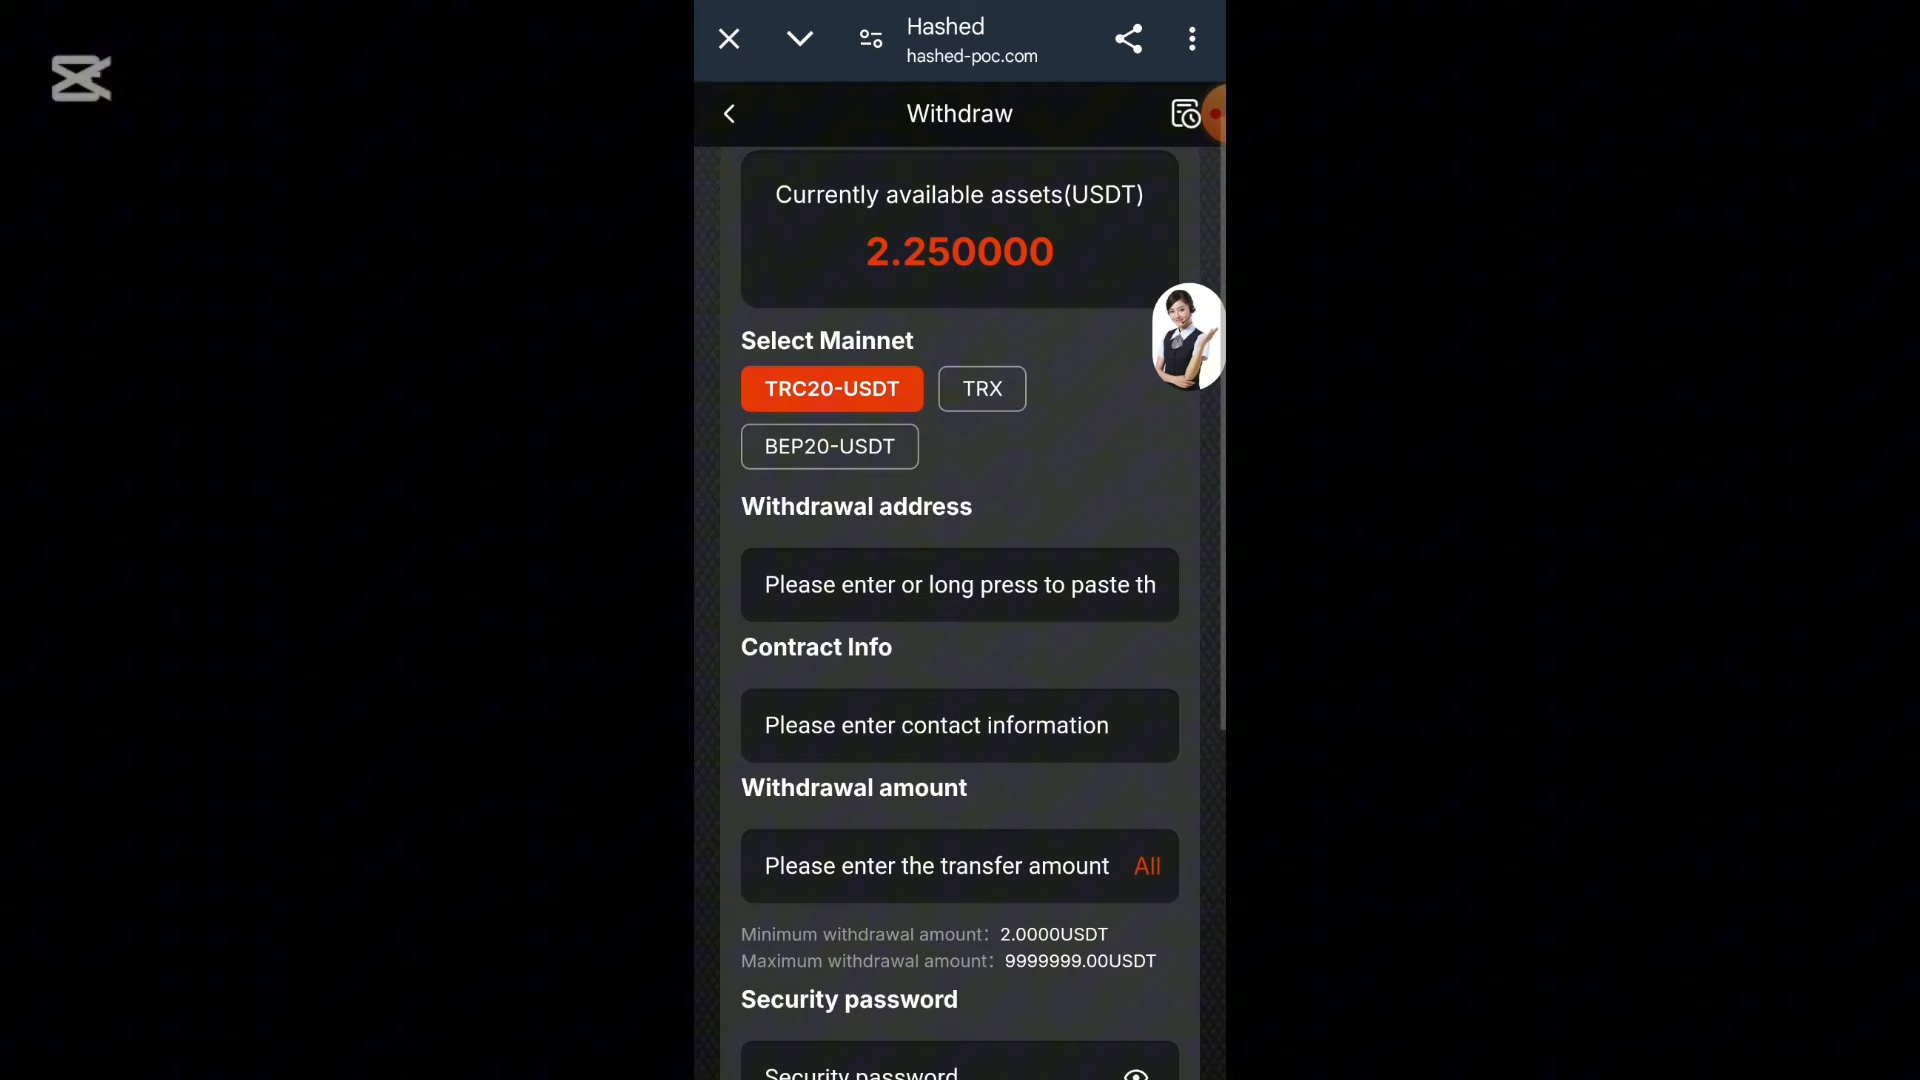 Hashed
hashed-poc.com
Withdraw
Currently available assets(USDT)
2.250000
Select Mainnet
TRC20-USDT TRX
BEP20-USDT
Withdrawal address
Please enter or long press to paste th
Contract Info
Please enter contact information
Withdrawal amount
Please enter the transfer amount All
Minimum withdrawal amount: 2.0000USDT
Maximum withdrawal amount: 9999999.00USDT
Security password
Security password